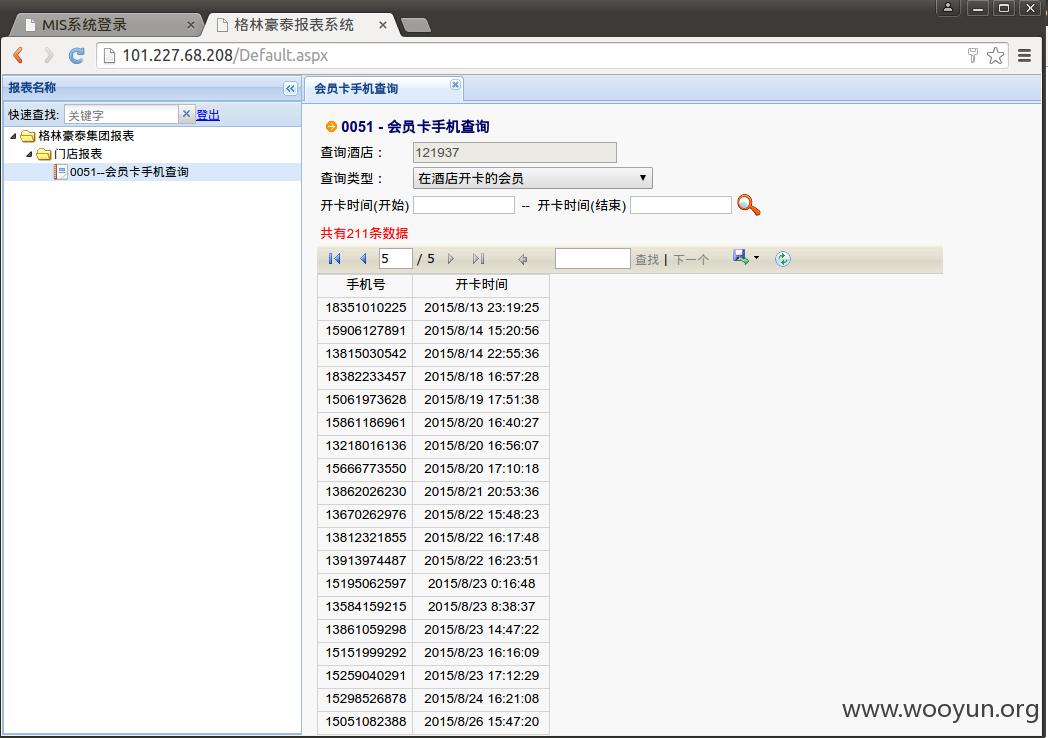 MIS系统登录
格林豪泰报表系统
101.227.68.208/Default.aspx
报表名称
会员卡手机查询
快速查找: 关键字 登出
格林豪泰集团报表
门店报表
0051--会员卡手机查询
0051 - 会员卡手机查询
查询酒店： 121937
查询类型： 在酒店开卡的会员
开卡时间(开始) -- 开卡时间(结束)
共有211条数据
5 / 5 查找 | 下一个
手机号 开卡时间
18351010225 2015/8/13 23:19:25
15906127891 2015/8/14 15:20:56
13815030542 2015/8/14 22:55:36
18382233457 2015/8/18 16:57:28
15061973628 2015/8/19 17:51:38
15861186961 2015/8/20 16:40:27
13218016136 2015/8/20 16:56:07
15666773550 2015/8/20 17:10:18
13862026230 2015/8/21 20:53:36
13670262976 2015/8/22 15:48:23
13812321855 2015/8/22 16:17:48
13913974487 2015/8/22 16:23:51
15195062597 2015/8/23 0:16:48
13584159215 2015/8/23 8:38:37
13861059298 2015/8/23 14:47:22
15151999292 2015/8/23 16:16:09
15259040291 2015/8/23 17:12:29
15298526878 2015/8/24 16:21:08
15051082388 2015/8/26 15:47:20
www.wooyun.org